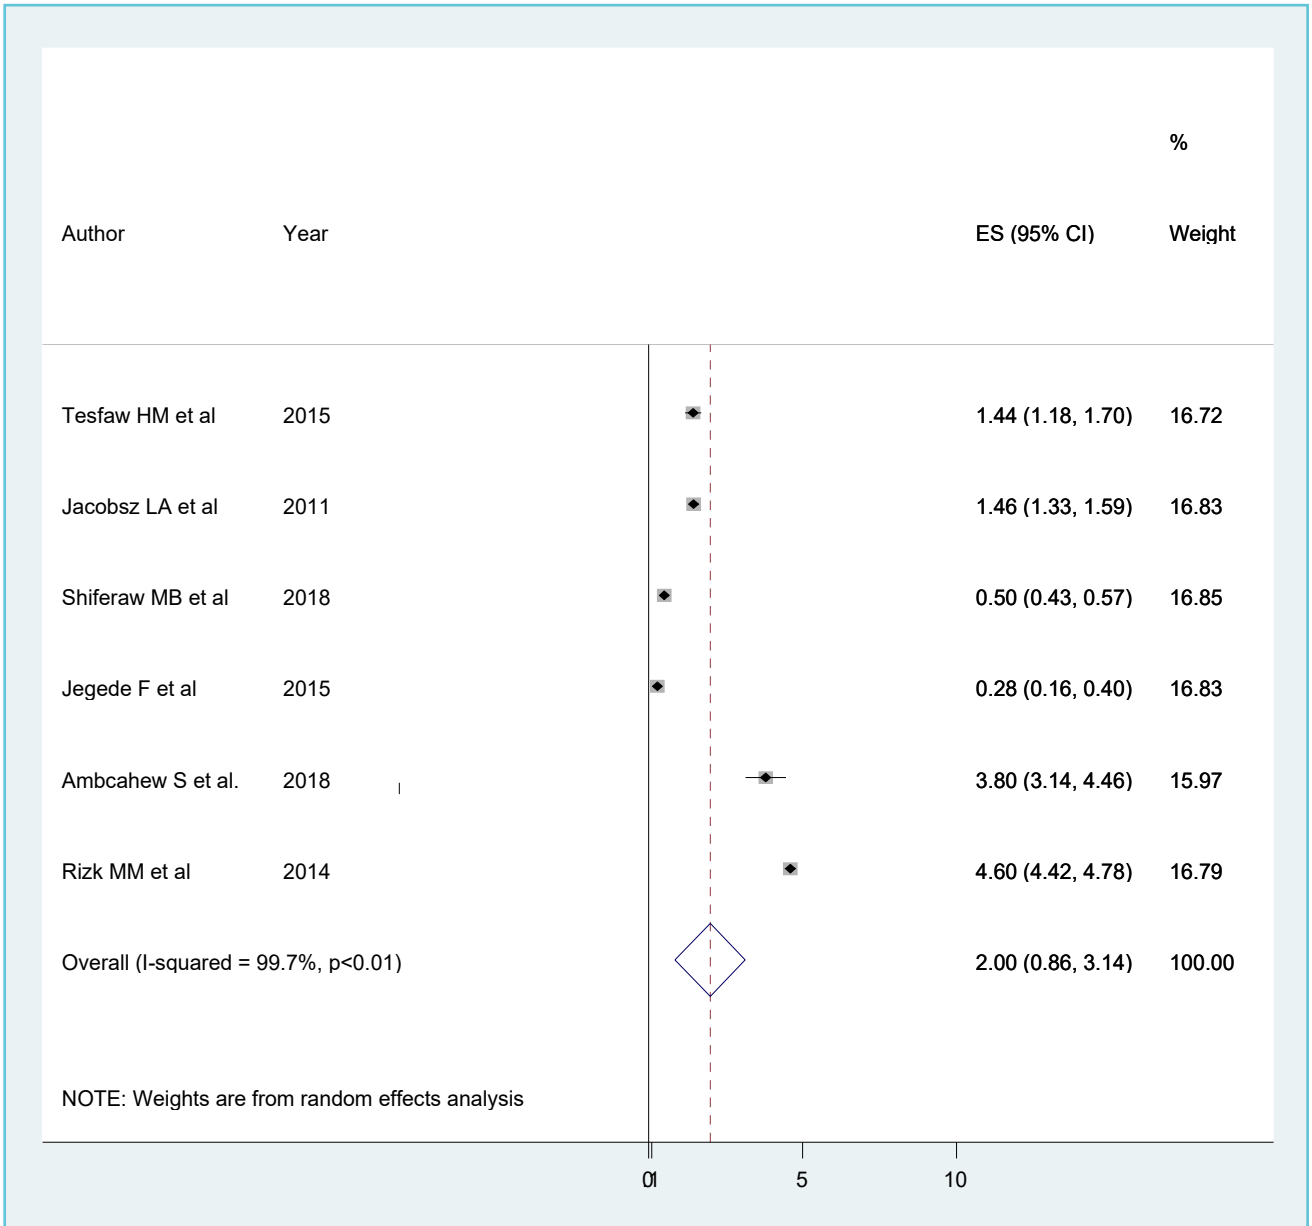 %
Author Year ES (95% CI) Weight
Tesfaw HM et al 2015 1.44 (1.18, 1.70) 16.72
Jacobsz LA et al 2011 1.46 (1.33, 1.59) 16.83
Shiferaw MB et al 2018 0.50 (0.43, 0.57) 16.85
Jegede F et al 2015 0.28 (0.16, 0.40) 16.83
Ambcahew S et al. 2018 3.80 (3.14, 4.46) 15.97
Rizk MM et al 2014 4.60 (4.42, 4.78) 16.79
Overall (I-squared = 99.7%, p<0.01) 2.00 (0.86, 3.14) 100.00
NOTE: Weights are from random effects analysis
0 5 10